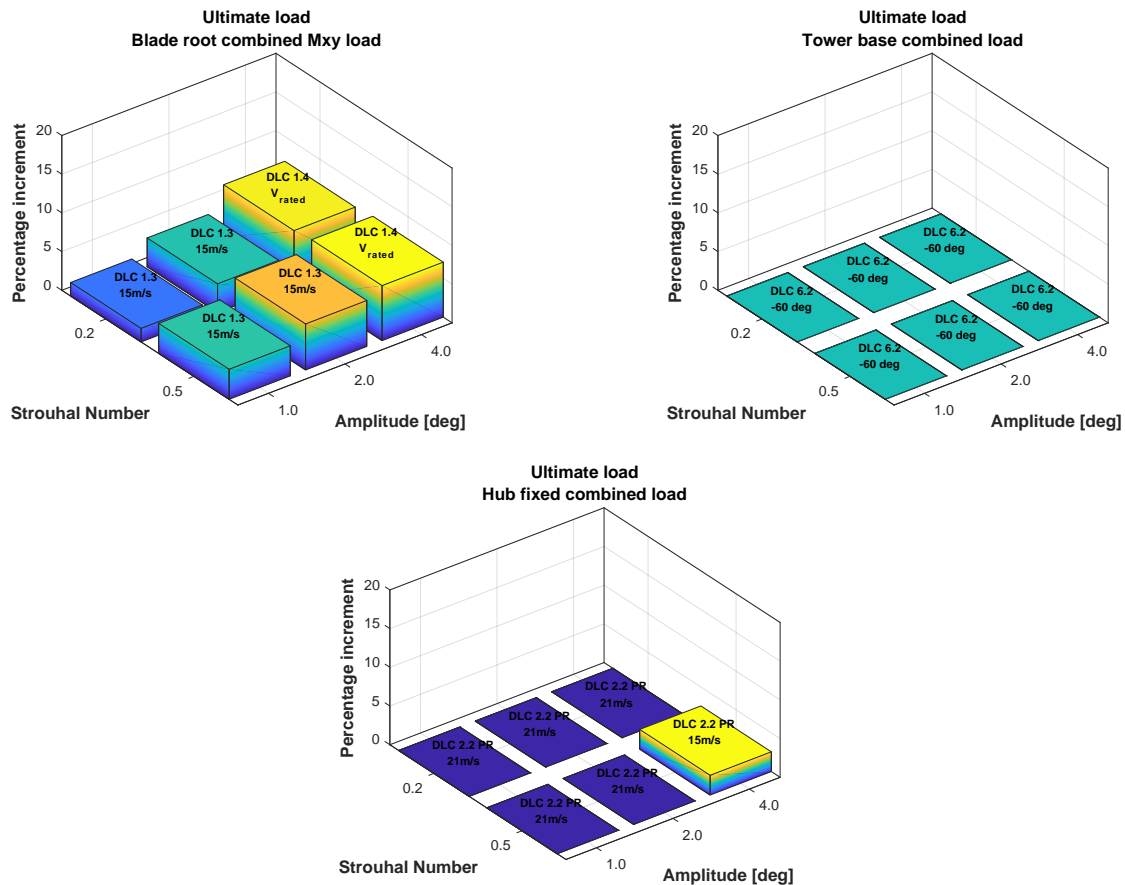 Ultimate load
Blade root combined Mxy load
Percentage increment
20
15
10
5
0
DLC 1.4
V rated
DLC 1.3
15m/s
DLC 1.4
V rated
DLC 1.3
15m/s
DLC 1.3
15m/s
DLC 1.3
15m/s
0.2
0.5
Strouhal Number
1.0
2.0
4.0
Amplitude [deg]
Ultimate load
Tower base combined load
Percentage increment
20
15
10
5
0
DLC 6.2
-60 deg
DLC 6.2
-60 deg
DLC 6.2
-60 deg
DLC 6.2
-60 deg
DLC 6.2
-60 deg
DLC 6.2
-60 deg
0.2
0.5
Strouhal Number
1.0
2.0
4.0
Amplitude [deg]
Ultimate load
Hub fixed combined load
Percentage increment
20
15
10
5
0
DLC 2.2 PR
21m/s
DLC 2.2 PR
21m/s
DLC 2.2 PR
15m/s
DLC 2.2 PR
21m/s
DLC 2.2 PR
21m/s
DLC 2.2 PR
21m/s
0.2
0.5
Strouhal Number
1.0
2.0
4.0
Amplitude [deg]